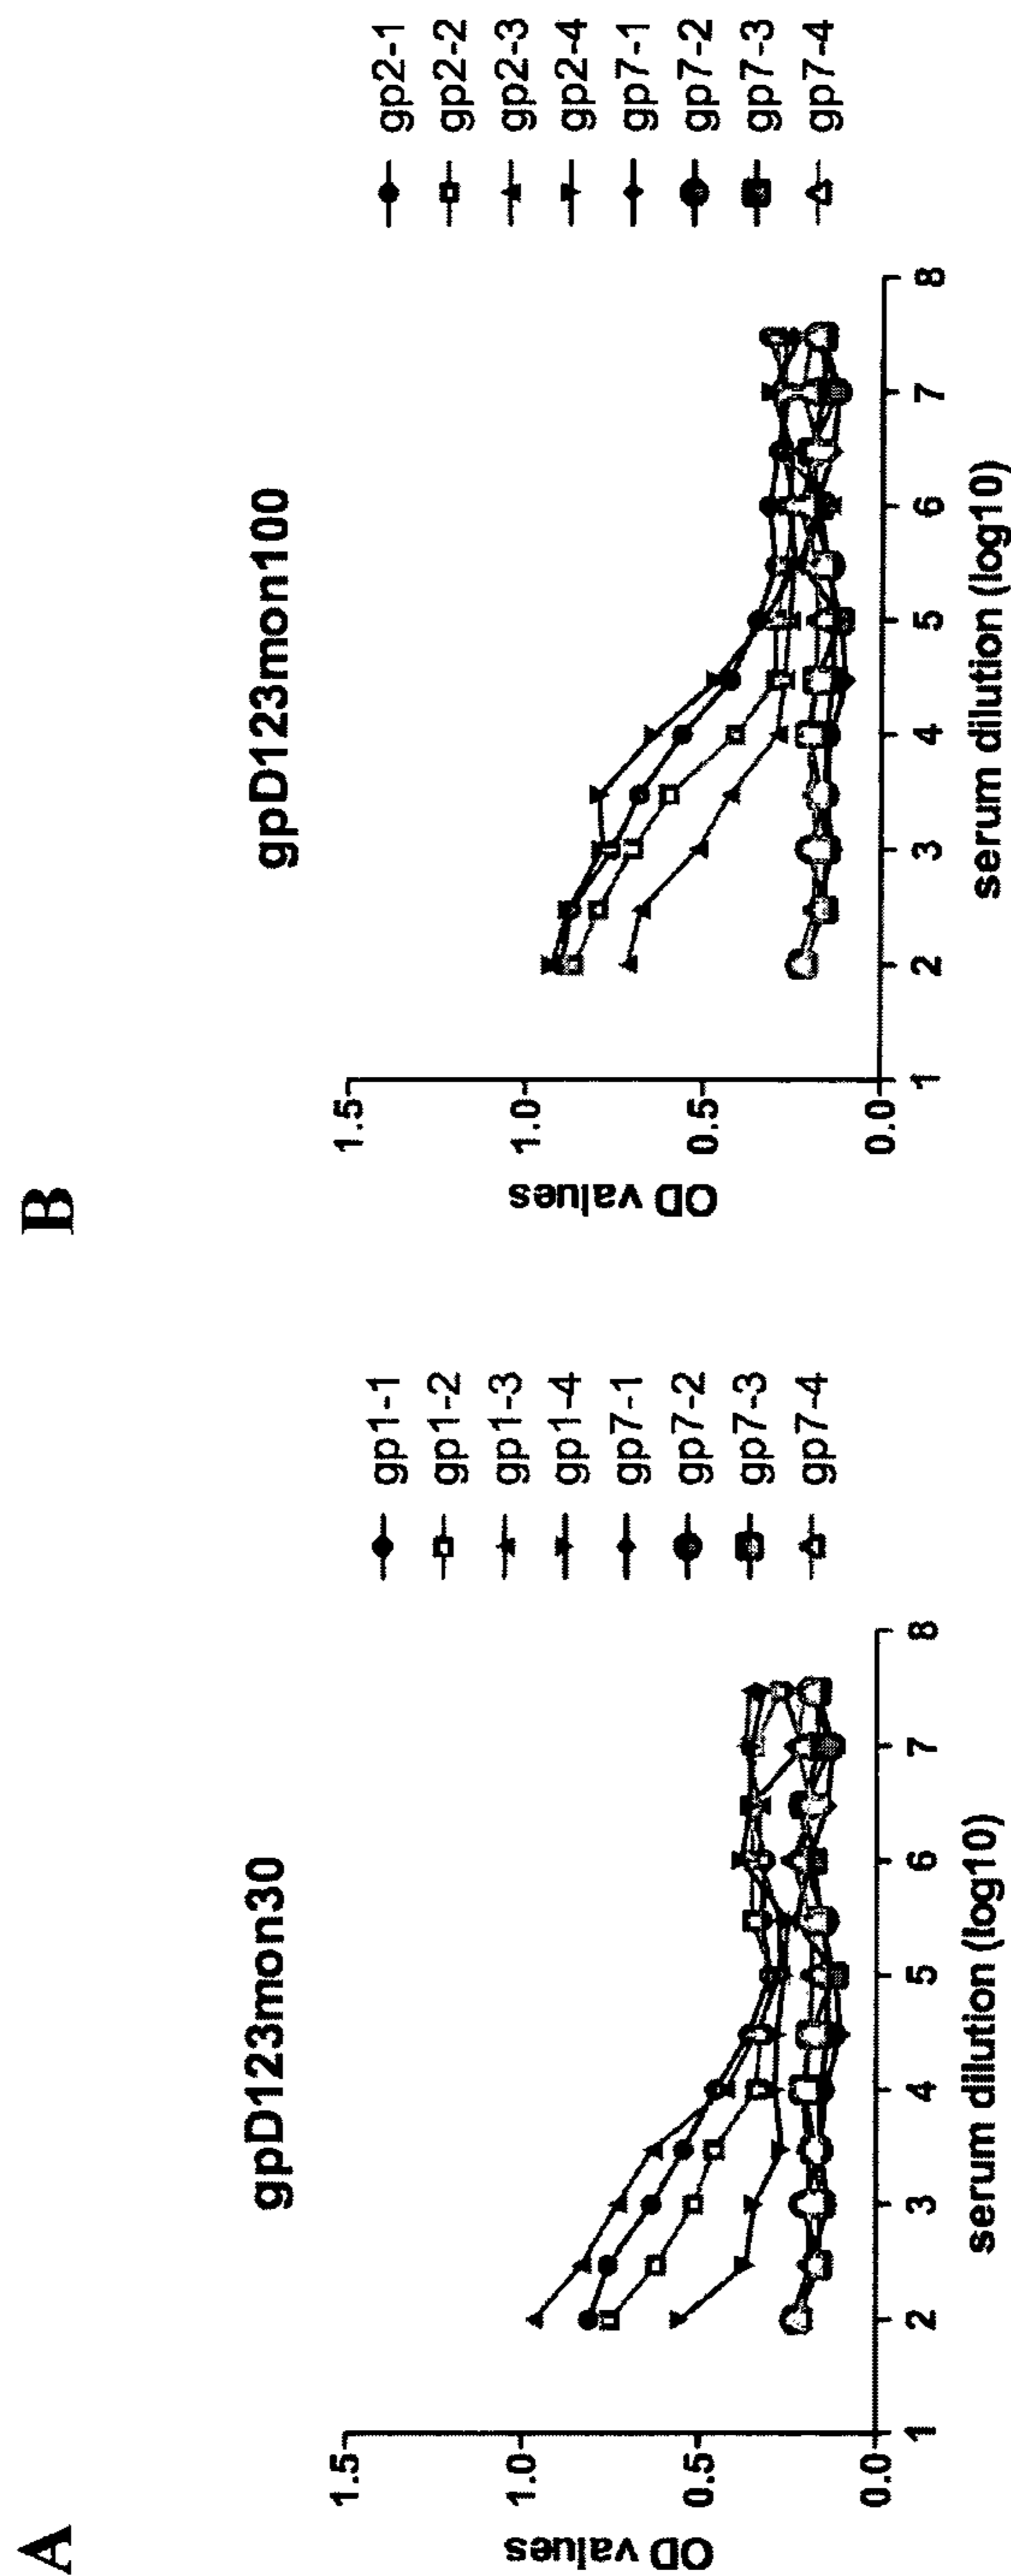 A
gpD123mon30
OD values
1.5
1.0
0.5
0.0
1 2 3 4 5 6 7 8
serum dilution (log10)
gp1-1
gp1-2
gp1-3
gp1-4
gp7-1
gp7-2
gp7-3
gp7-4
B
gpD123mon100
OD values
1.5
1.0
0.5
0.0
1 2 3 4 5 6 7 8
serum dilution (log10)
gp2-1
gp2-2
gp2-3
gp2-4
gp7-1
gp7-2
gp7-3
gp7-4